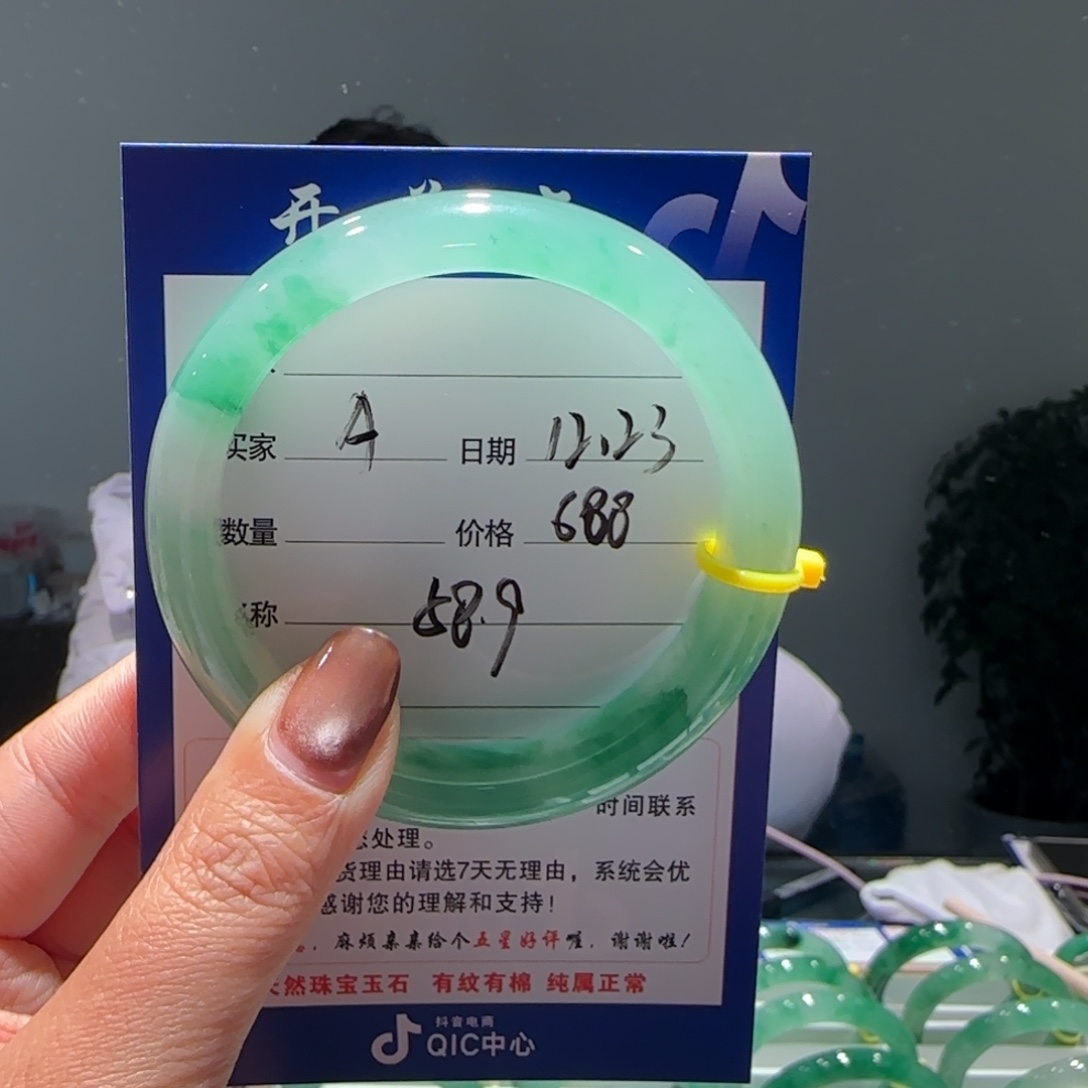 开
买家 A 日期 12.23
数量 价格 688
称 58.9
时间联系
处理。
货理由请选7天无理由，系统会优
感谢您的理解和支持！
，麻烦亲亲给个五星好评喔，谢谢啦！
天然珠宝玉石 有纹有棉 纯属正常
抖音电商
QIC中心